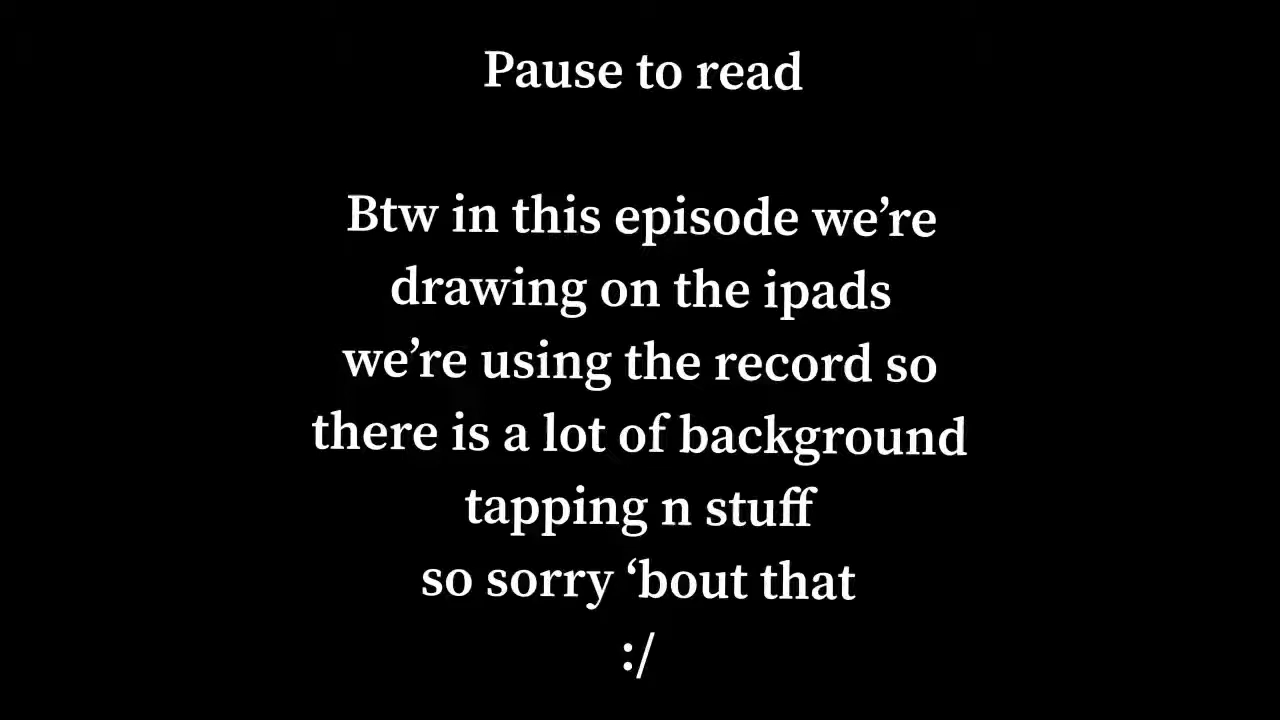 Pause to read
Btw in this episode we’re
drawing on the ipads
we’re using the record so
there is a lot of background
tapping n stuff
so sorry ‘bout that
:/